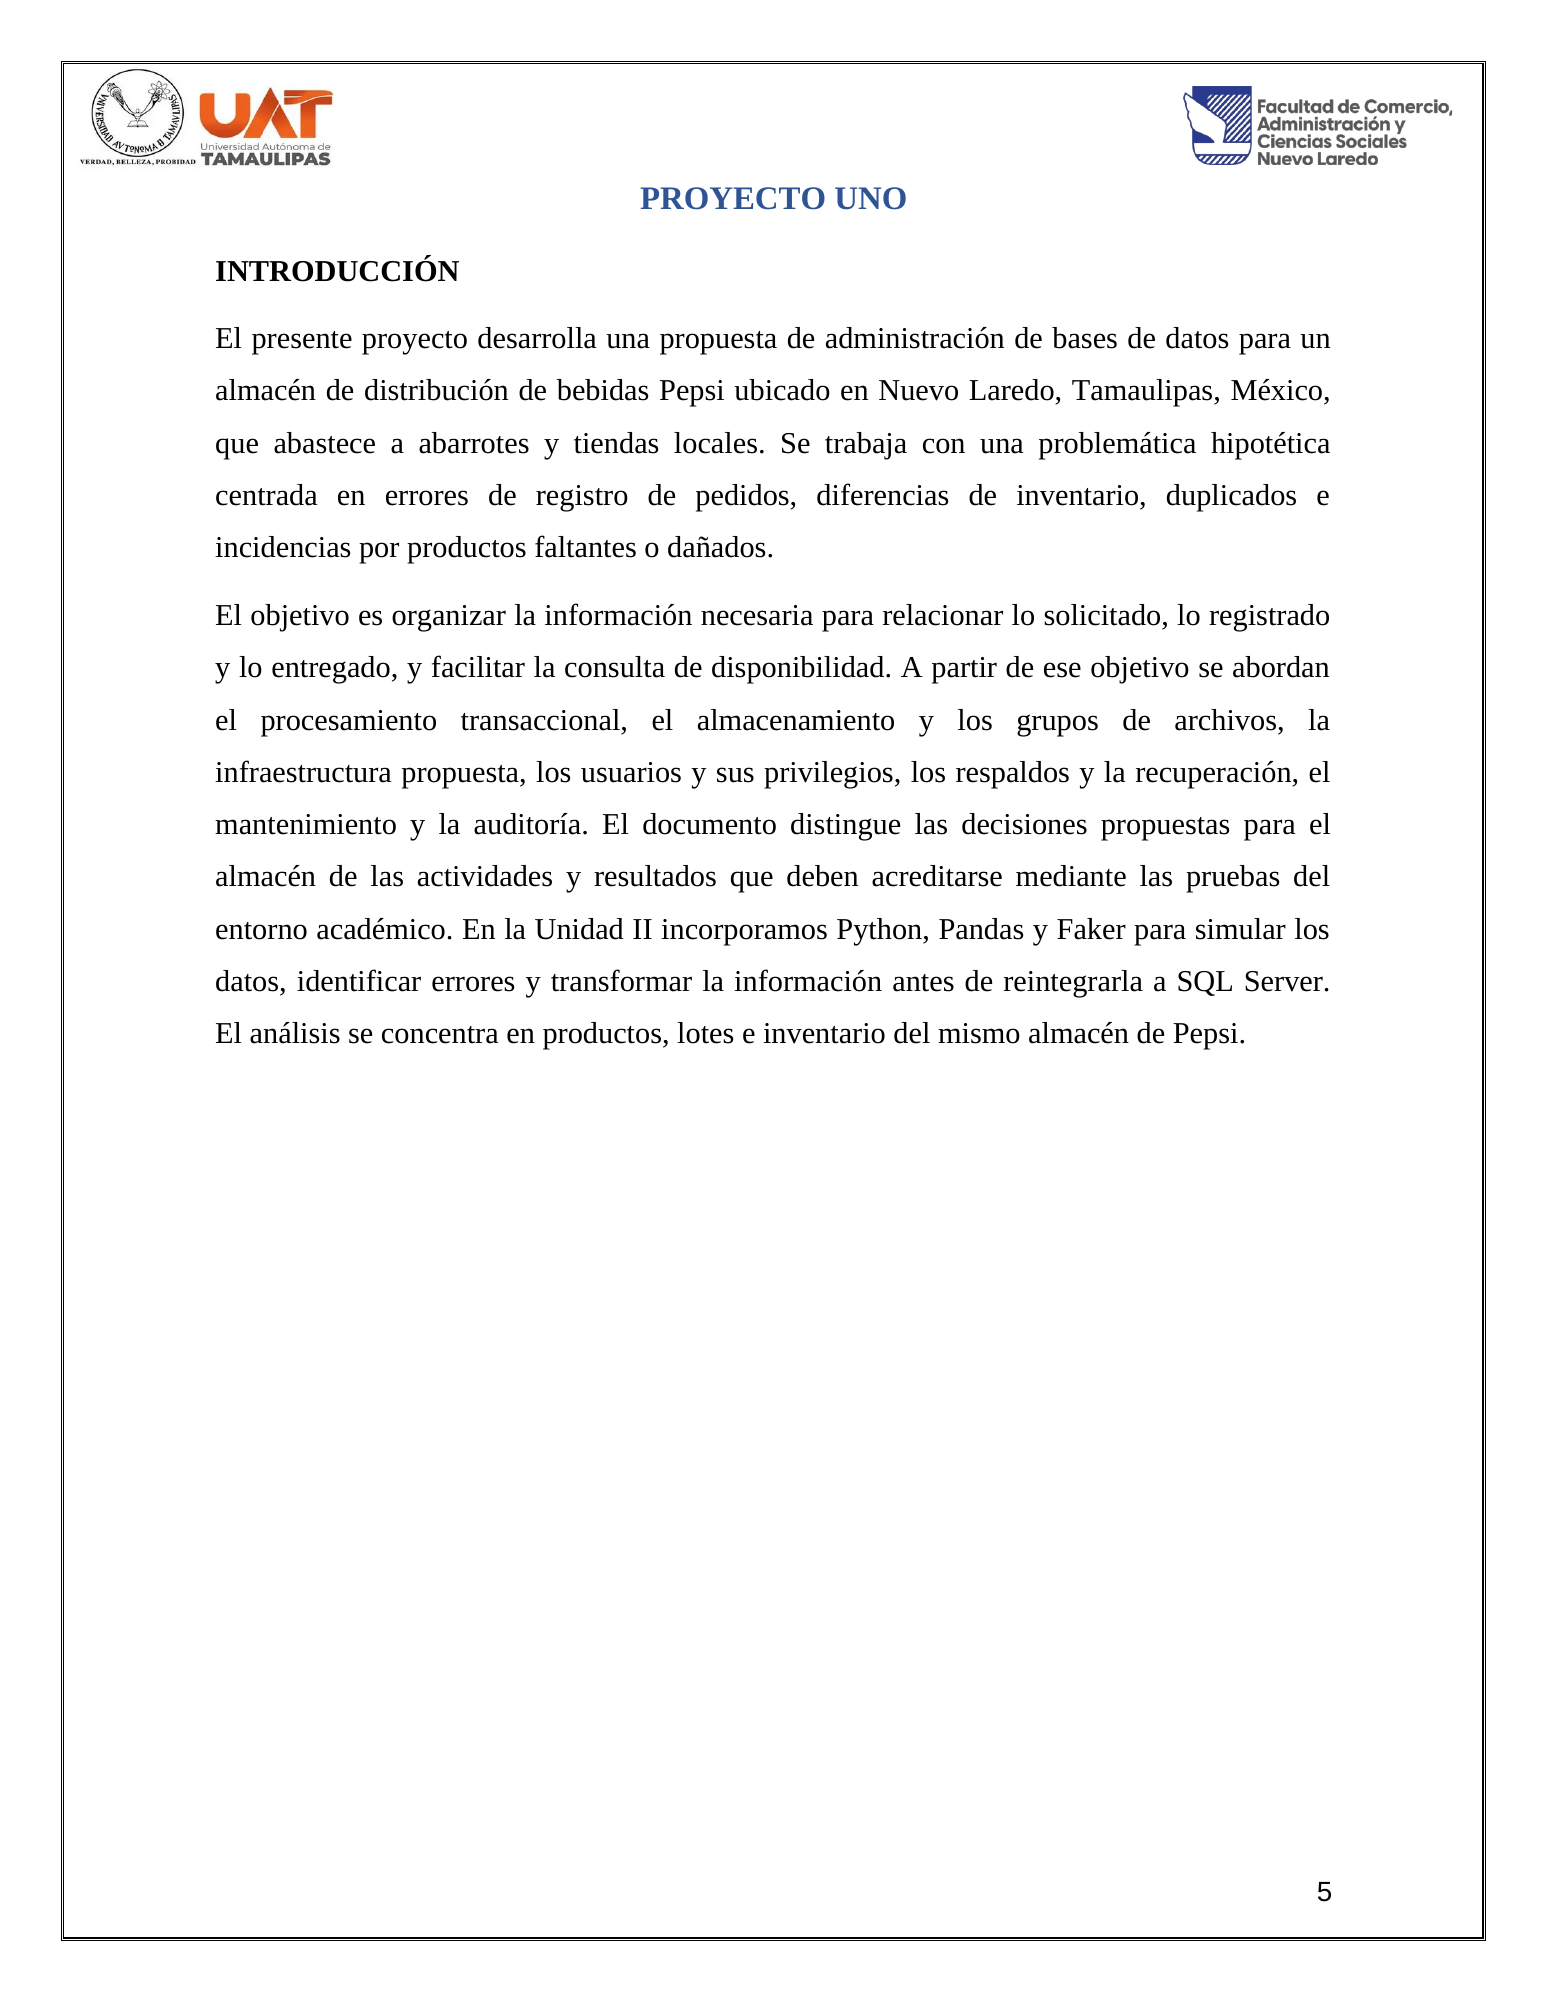 VNIVERSIDAD AVTONOMA D TAMAVLIPAS
VERDAD, BELLEZA, PROBIDAD
UAT
Universidad Autónoma de
TAMAULIPAS
Facultad de Comercio,
Administración y
Ciencias Sociales
Nuevo Laredo
PROYECTO UNO
INTRODUCCIÓN
El presente proyecto desarrolla una propuesta de administración de bases de datos para un
almacén de distribución de bebidas Pepsi ubicado en Nuevo Laredo, Tamaulipas, México,
que abastece a abarrotes y tiendas locales. Se trabaja con una problemática hipotética
centrada en errores de registro de pedidos, diferencias de inventario, duplicados e
incidencias por productos faltantes o dañados.
El objetivo es organizar la información necesaria para relacionar lo solicitado, lo registrado
y lo entregado, y facilitar la consulta de disponibilidad. A partir de ese objetivo se abordan
el procesamiento transaccional, el almacenamiento y los grupos de archivos, la
infraestructura propuesta, los usuarios y sus privilegios, los respaldos y la recuperación, el
mantenimiento y la auditoría. El documento distingue las decisiones propuestas para el
almacén de las actividades y resultados que deben acreditarse mediante las pruebas del
entorno académico. En la Unidad II incorporamos Python, Pandas y Faker para simular los
datos, identificar errores y transformar la información antes de reintegrarla a SQL Server.
El análisis se concentra en productos, lotes e inventario del mismo almacén de Pepsi.
5